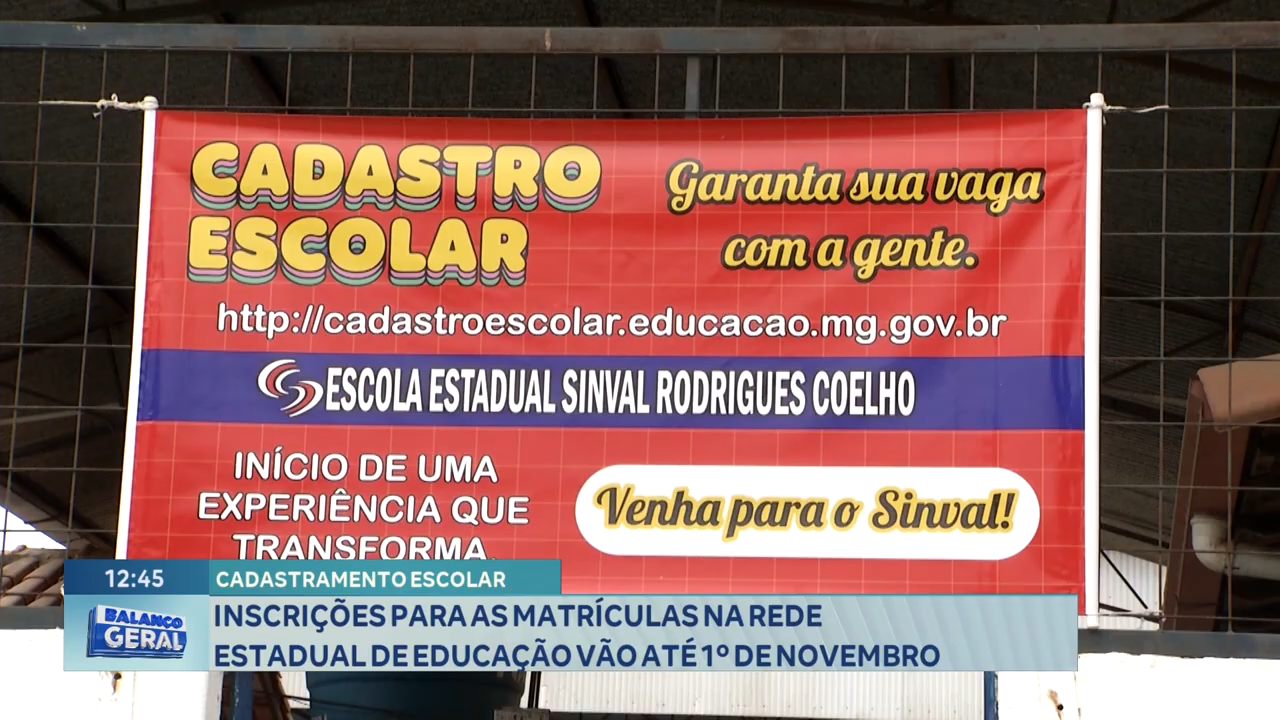 CADASTRO
ESCOLAR
Garanta sua vaga
com a gente.
http://cadastroescolar.educacao.mg.gov.br
ESCOLA ESTADUAL SINVAL RODRIGUES COELHO
INÍCIO DE UMA
EXPERIÊNCIA QUE
TRANSFORMA.
Venha para o Sinval!
12:45
CADASTRAMENTO ESCOLAR
BALANÇO
GERAL
INSCRIÇÕES PARA AS MATRÍCULAS NA REDE
ESTADUAL DE EDUCAÇÃO VÃO ATÉ 1º DE NOVEMBRO